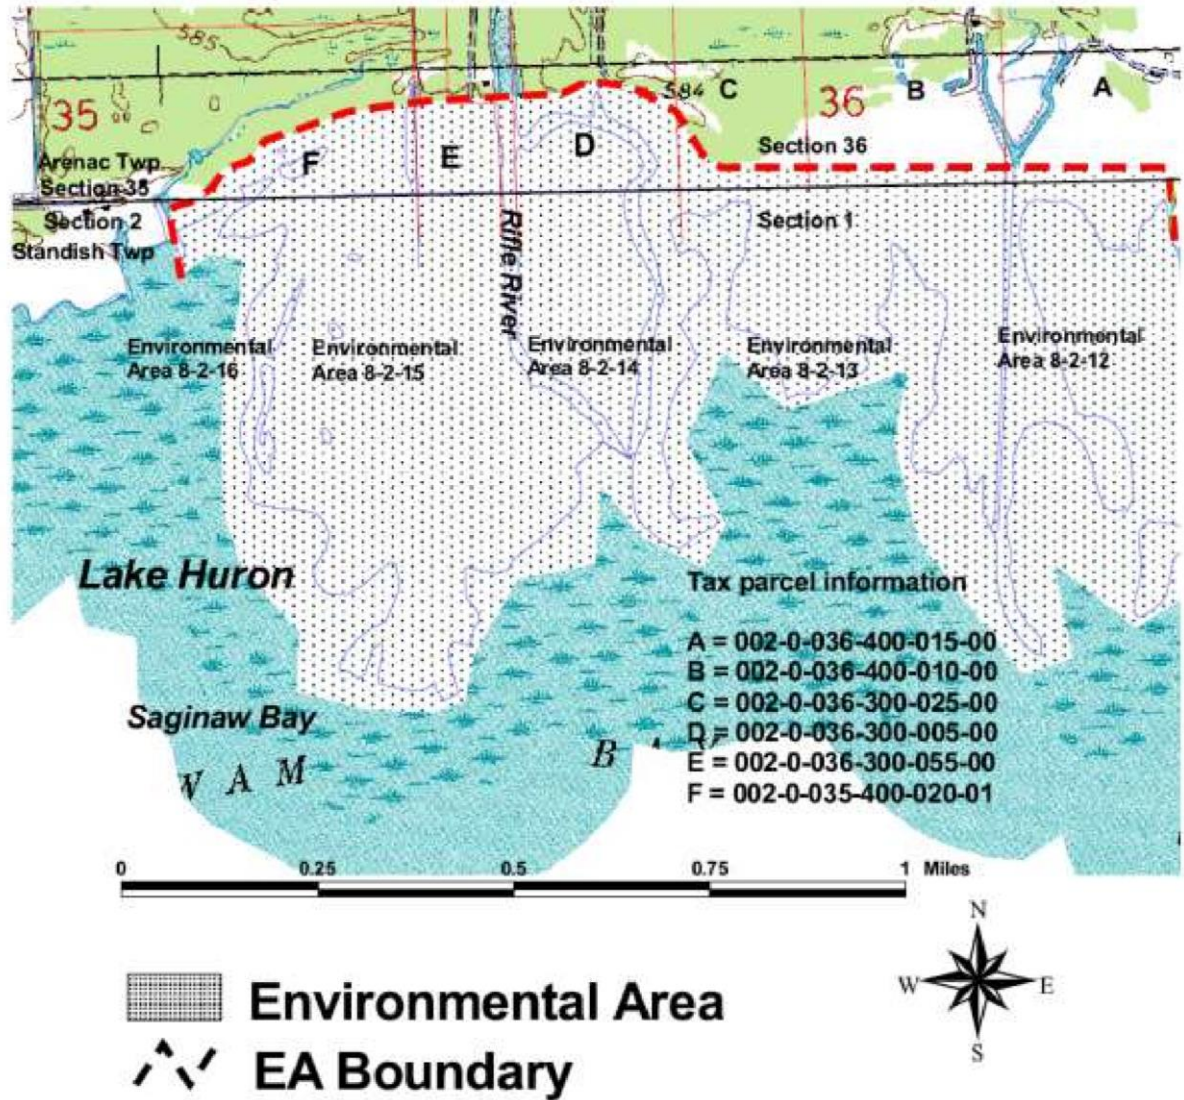 585
35
584
C
36
B
A
F
E
D
Section 36
Arenac Twp
Section 35
Section 2
Section 1
Standish Twp
Rifle River
Environmental
Area 8-2-16
Environmental
Area 8-2-15
Environmental
Area 8-2-14
Environmental
Area 8-2-13
Environmental
Area 8-2-12
Lake Huron
Tax parcel information
A = 002-0-036-400-015-00
B = 002-0-036-400-010-00
C = 002-0-036-300-025-00
D = 002-0-036-300-005-00
E = 002-0-036-300-055-00
F = 002-0-035-400-020-01
Saginaw Bay
W A M
B
0 0.25 0.5 0.75 1 Miles
N
W E
S
Environmental Area
EA Boundary